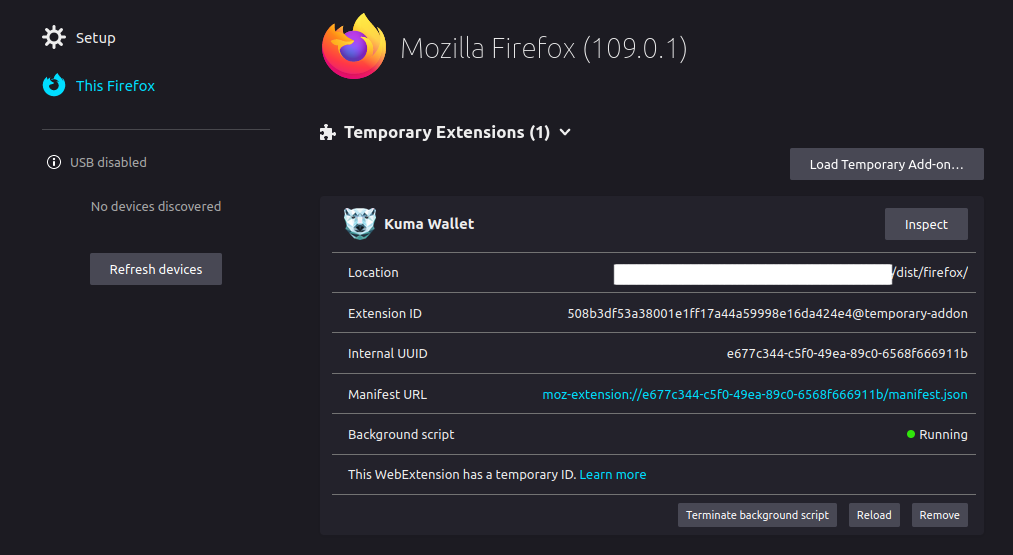 Setup
This Firefox
USB disabled
No devices discovered
Refresh devices
Mozilla Firefox (109.0.1)
Temporary Extensions (1)
Load Temporary Add-on...
Kuma Wallet
Inspect
Location /dist/firefox/
Extension ID 508b3df53a38001e1ff17a44a59998e16da424e4@temporary-addon
Internal UUID e677c344-c5f0-49ea-89c0-6568f666911b
Manifest URL moz-extension://e677c344-c5f0-49ea-89c0-6568f666911b/manifest.json
Background script Running
This WebExtension has a temporary ID. Learn more
Terminate background script Reload Remove